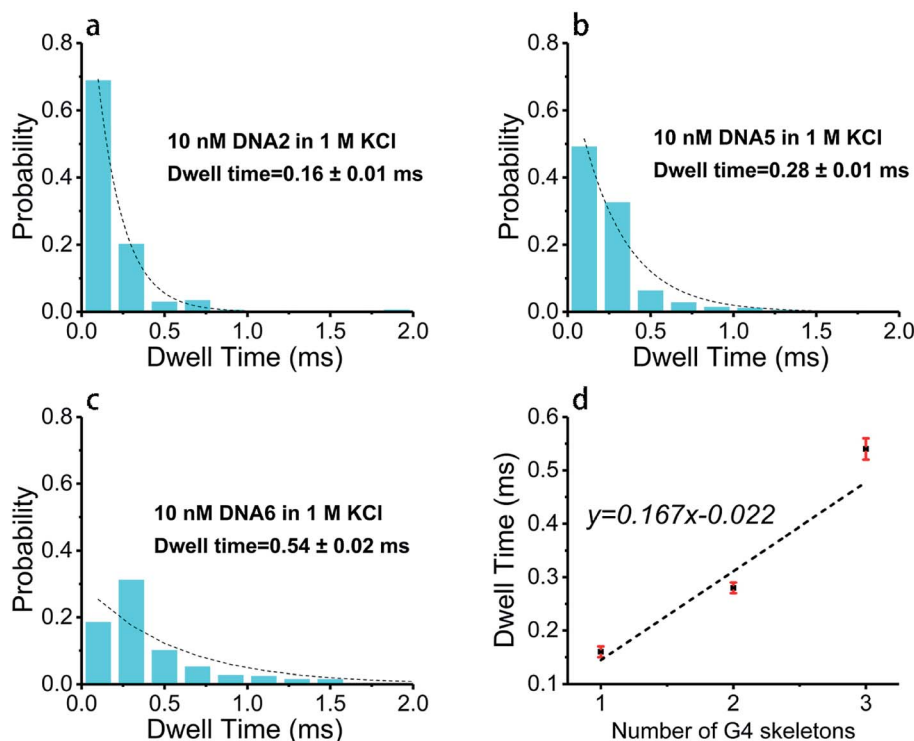 a
0.8
0.6
0.4
0.2
0.0
Probability
10 nM DNA2 in 1 M KCl
Dwell time=0.16 ± 0.01 ms
0.0 0.5 1.0 1.5 2.0
Dwell Time (ms)
b
0.8
0.6
0.4
0.2
0.0
Probability
10 nM DNA5 in 1 M KCl
Dwell time=0.28 ± 0.01 ms
0.0 0.5 1.0 1.5 2.0
Dwell Time (ms)
c
0.8
0.6
0.4
0.2
0.0
Probability
10 nM DNA6 in 1 M KCl
Dwell time=0.54 ± 0.02 ms
0.0 0.5 1.0 1.5 2.0
Dwell Time (ms)
d
0.6
0.5
0.4
0.3
0.2
0.1
Dwell Time (ms)
y=0.167x-0.022
1 2 3
Number of G4 skeletons